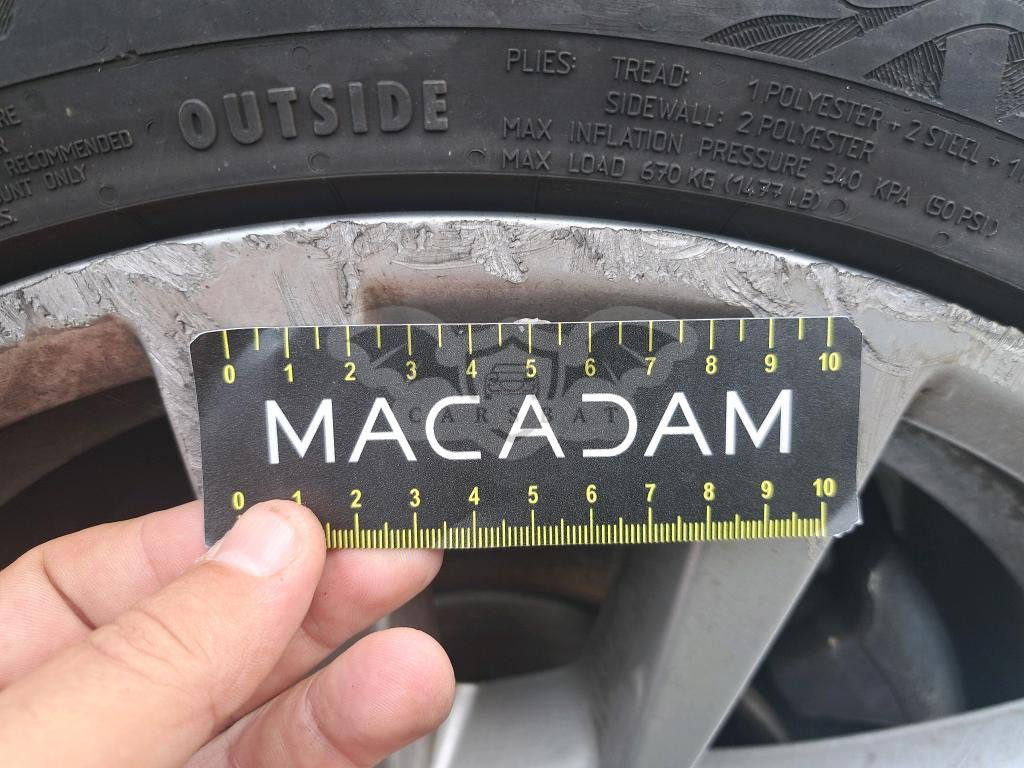 OUTSIDE
PLIES: TREAD: 1 POLYESTER + 2 STEEL + 1
SIDEWALL: 2 POLYESTER
MAX INFLATION PRESSURE 340 KPA (50 PSI)
MAX LOAD 670 KG (1477 LB)
RECOMMENDED
ONLY
0 1 2 3 4 5 6 7 8 9 10
CARSBAT
MACADAM
0 1 2 3 4 5 6 7 8 9 10